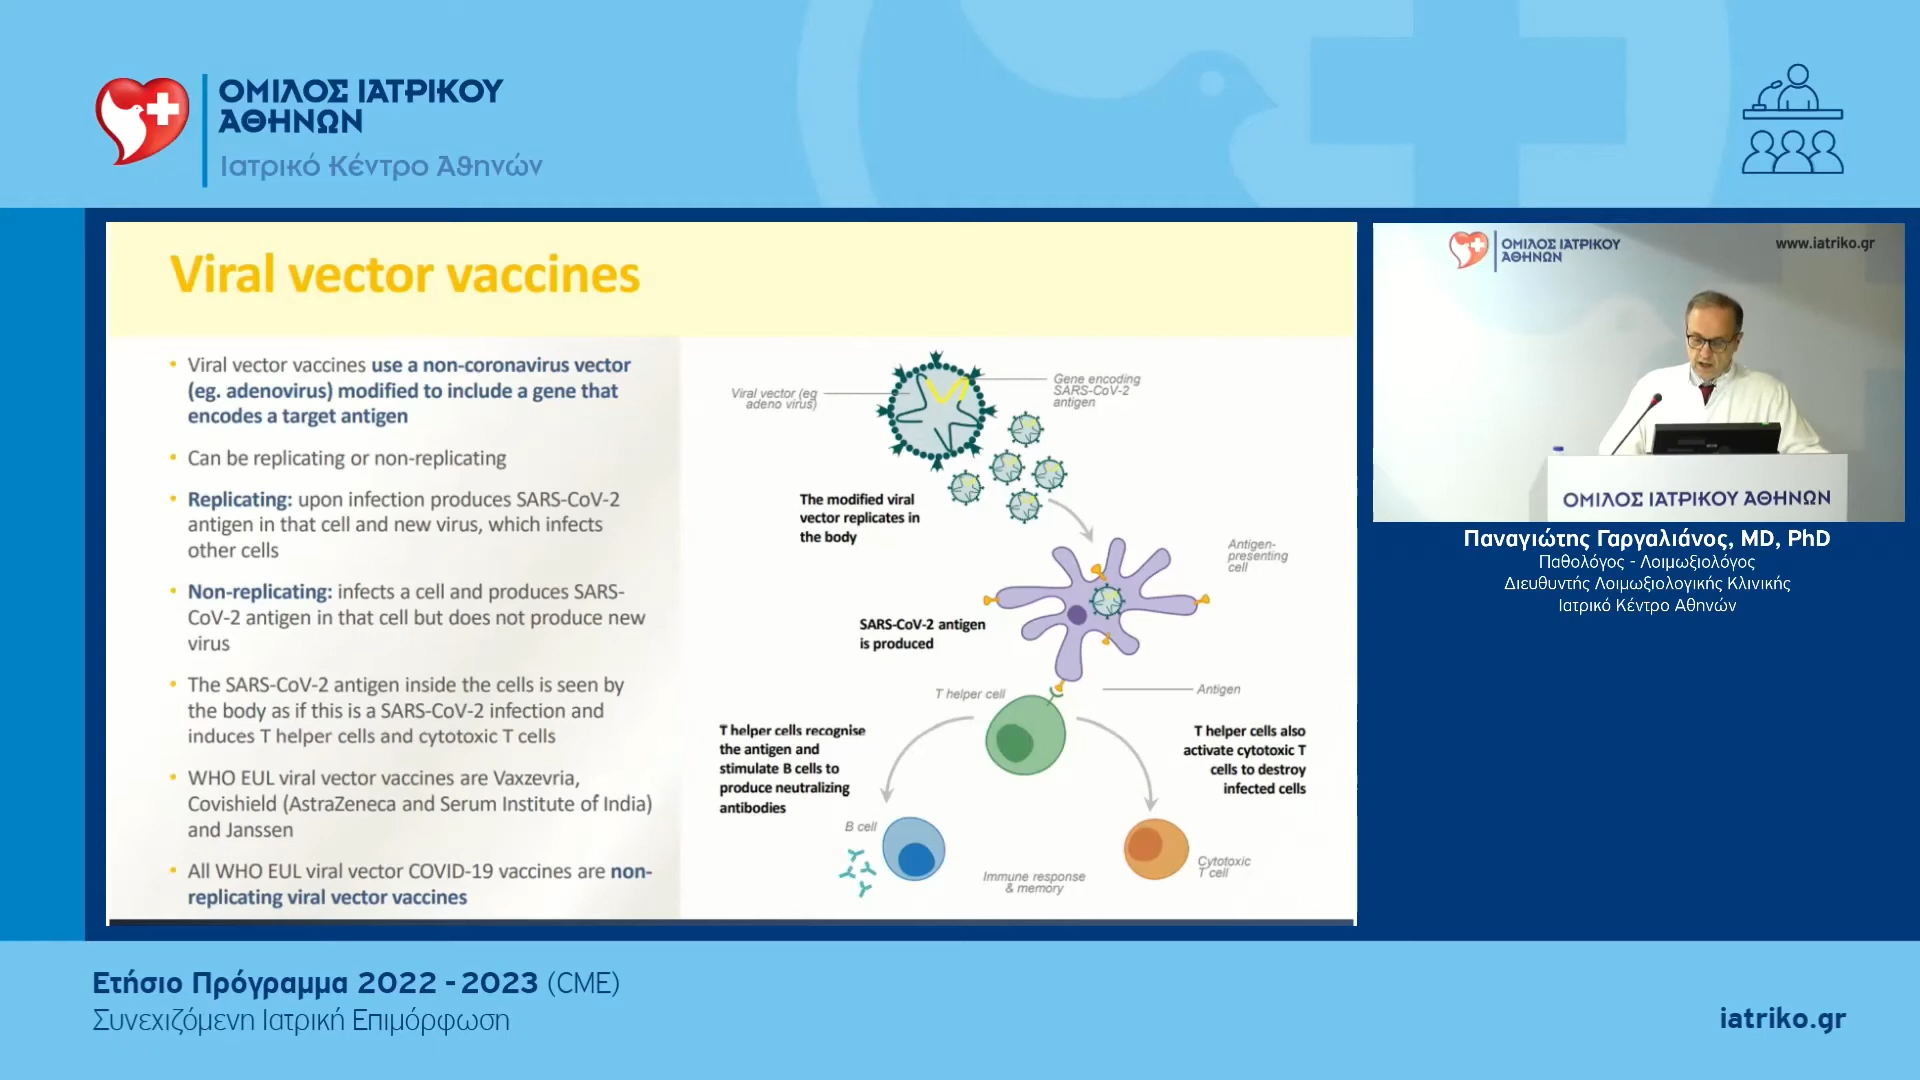 ΟΜΙΛΟΣ ΙΑΤΡΙΚΟΥ
ΑΘΗΝΩΝ
Ιατρικό Κέντρο Αθηνών
Viral vector vaccines
• Viral vector vaccines use a non-coronavirus vector
(eg. adenovirus) modified to include a gene that
encodes a target antigen
• Can be replicating or non-replicating
• Replicating: upon infection produces SARS-CoV-2
antigen in that cell and new virus, which infects
other cells
• Non-replicating: infects a cell and produces SARS-
CoV-2 antigen in that cell but does not produce new
virus
• The SARS-CoV-2 antigen inside the cells is seen by
the body as if this is a SARS-CoV-2 infection and
induces T helper cells and cytotoxic T cells
• WHO EUL viral vector vaccines are Vaxzevria,
Covishield (AstraZeneca and Serum Institute of India)
and Janssen
• All WHO EUL viral vector COVID-19 vaccines are non-
replicating viral vector vaccines
Viral vector (eg
adeno virus)
Gene encoding
SARS-CoV-2
antigen
The modified viral
vector replicates in
the body
Antigen-
presenting
cell
SARS-CoV-2 antigen
is produced
T helper cell
Antigen
T helper cells recognise
the antigen and
stimulate B cells to
produce neutralizing
antibodies
T helper cells also
activate cytotoxic T
cells to destroy
infected cells
B cell
Immune response
& memory
Cytotoxic
T cell
ΟΜΙΛΟΣ ΙΑΤΡΙΚΟΥ
ΑΘΗΝΩΝ
www.iatriko.gr
ΟΜΙΛΟΣ ΙΑΤΡΙΚΟΥ ΑΘΗΝΩΝ
Παναγιώτης Γαργαλιάνος, MD, PhD
Παθολόγος - Λοιμωξιολόγος
Διευθυντής Λοιμωξιολογικής Κλινικής
Ιατρικό Κέντρο Αθηνών
Ετήσιο Πρόγραμμα 2022 - 2023 (CME)
Συνεχιζόμενη Ιατρική Επιμόρφωση
iatriko.gr